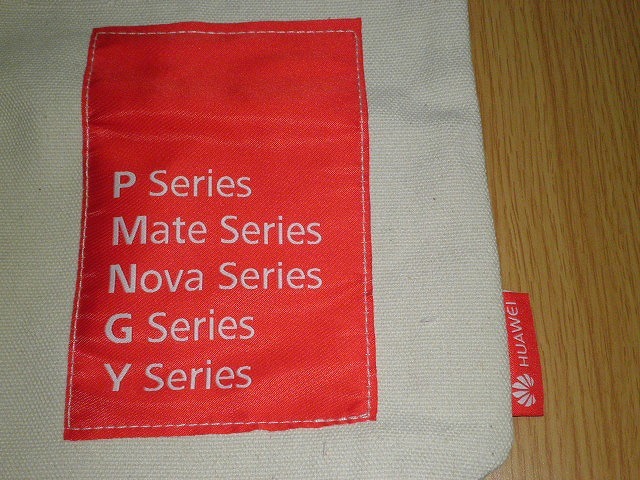 P Series
Mate Series
Nova Series
G Series
Y Series
HUAWEI